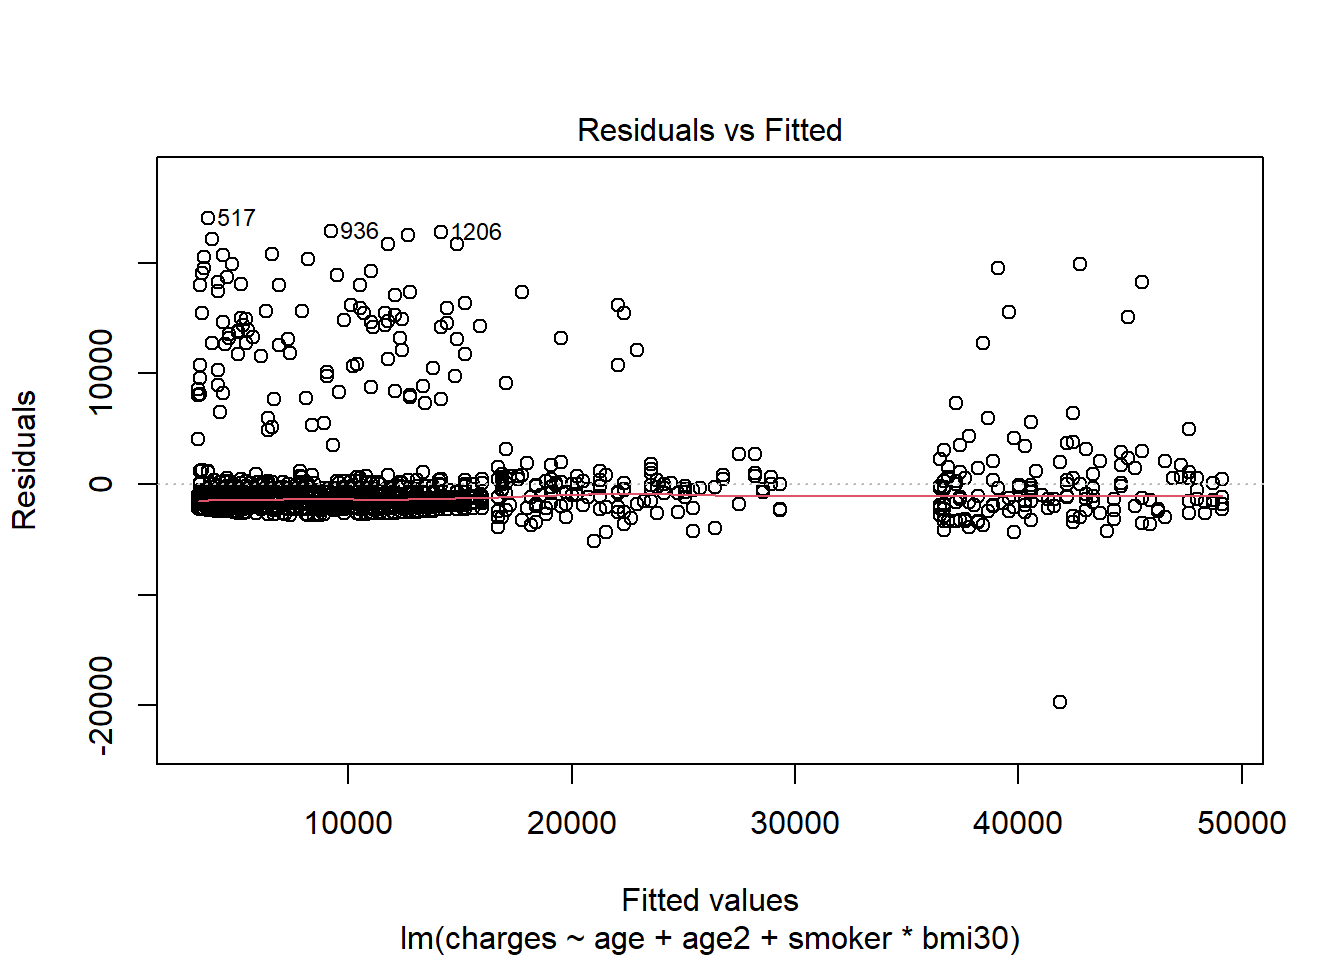 Residuals vs Fitted
517
936
1206
Residuals
10000
0
-20000
10000 20000 30000 40000 50000
Fitted values
lm(charges ~ age + age2 + smoker * bmi30)